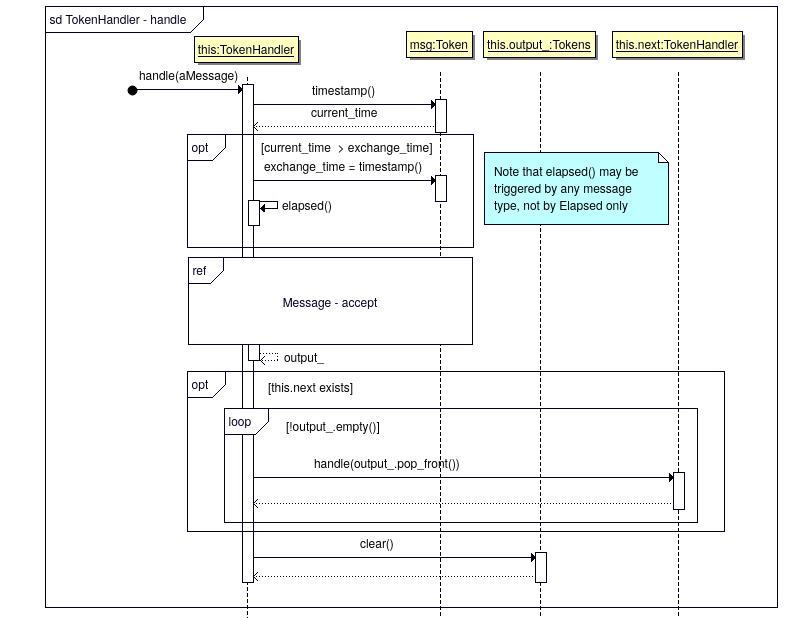 sd TokenHandler - handle
this:TokenHandler
msg:Token
this.output_:Tokens
this.next:TokenHandler
handle(aMessage)
timestamp()
current_time
opt
[current_time > exchange_time]
exchange_time = timestamp()
elapsed()
Note that elapsed() may be
triggered by any message
type, not by Elapsed only
ref
Message - accept
output_
opt
[this.next exists]
loop
[!output_.empty()]
handle(output_.pop_front())
clear()